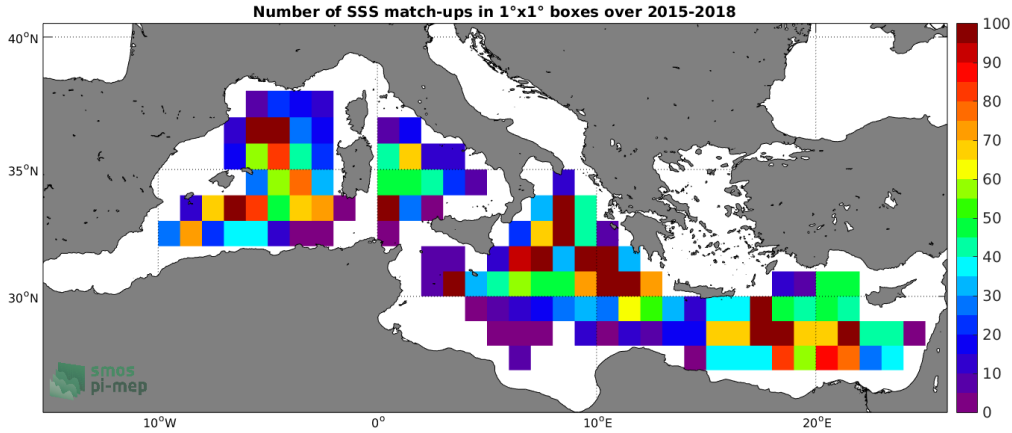 Number of SSS match-ups in 1°x1° boxes over 2015-2018
40°N
35°N
30°N
10°W
0°
10°E
20°E
100
90
80
70
60
50
40
30
20
10
0
smos
pi-mep